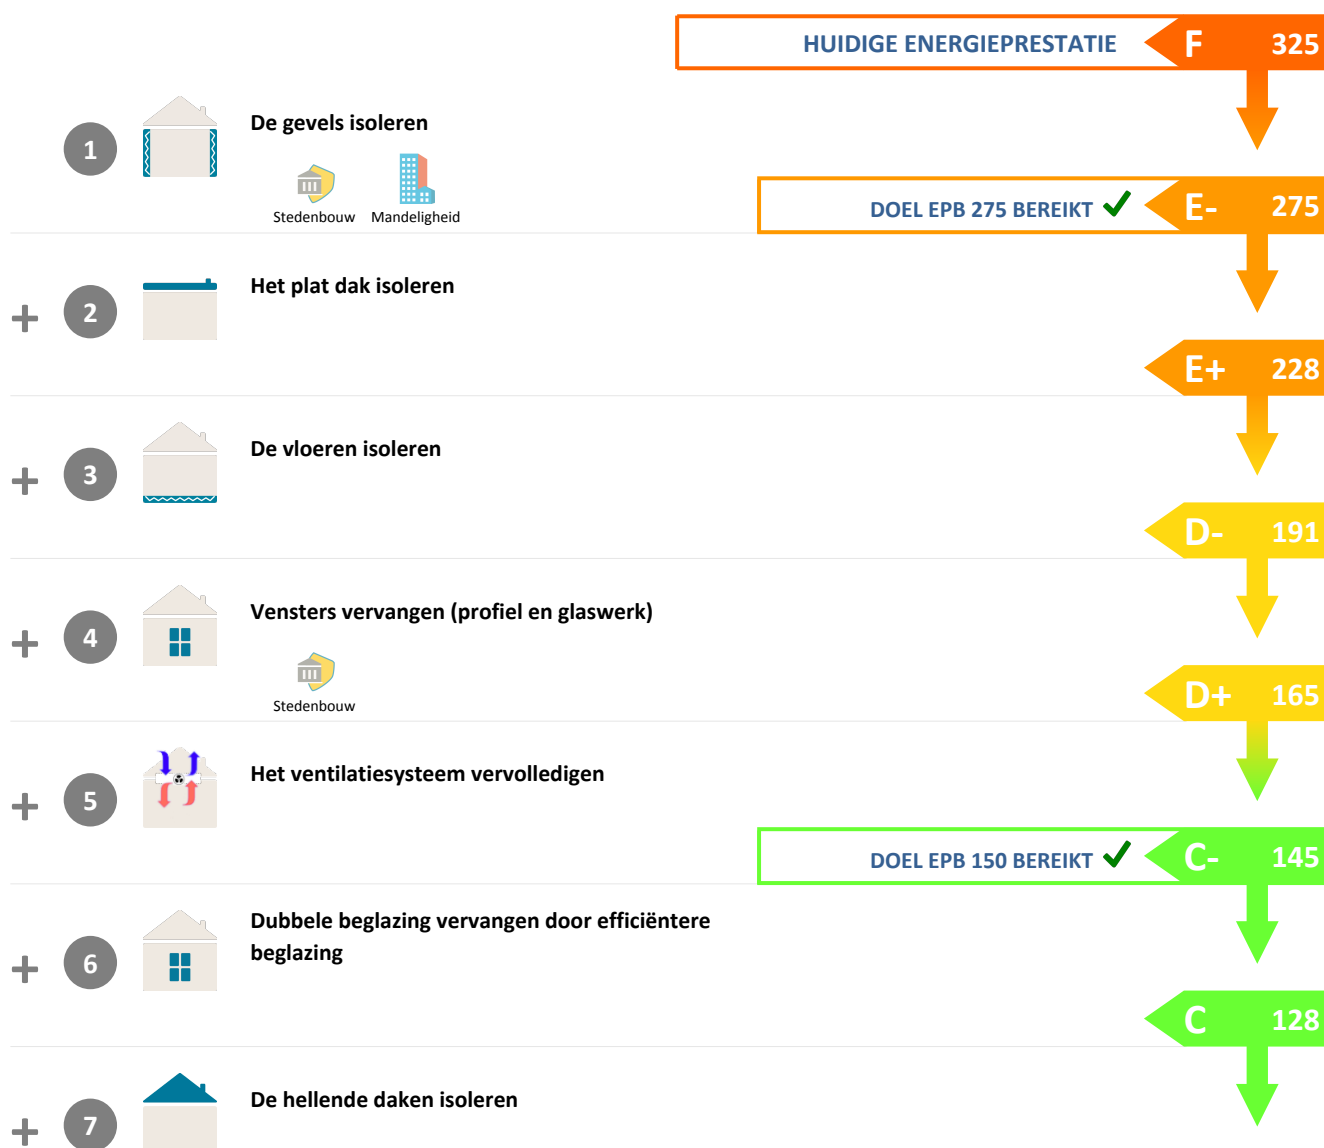 HUIDIGE ENERGIEPRESTATIE F 325
1 De gevels isoleren
Stedenbouw Mandeligheid
DOEL EPB 275 BEREIKT E- 275
+ 2 Het plat dak isoleren
E+ 228
+ 3 De vloeren isoleren
D- 191
+ 4 Vensters vervangen (profiel en glaswerk)
Stedenbouw
D+ 165
+ 5 Het ventilatiesysteem vervolledigen
DOEL EPB 150 BEREIKT C- 145
+ 6 Dubbele beglazing vervangen door efficiëntere
beglazing
C 128
+ 7 De hellende daken isoleren